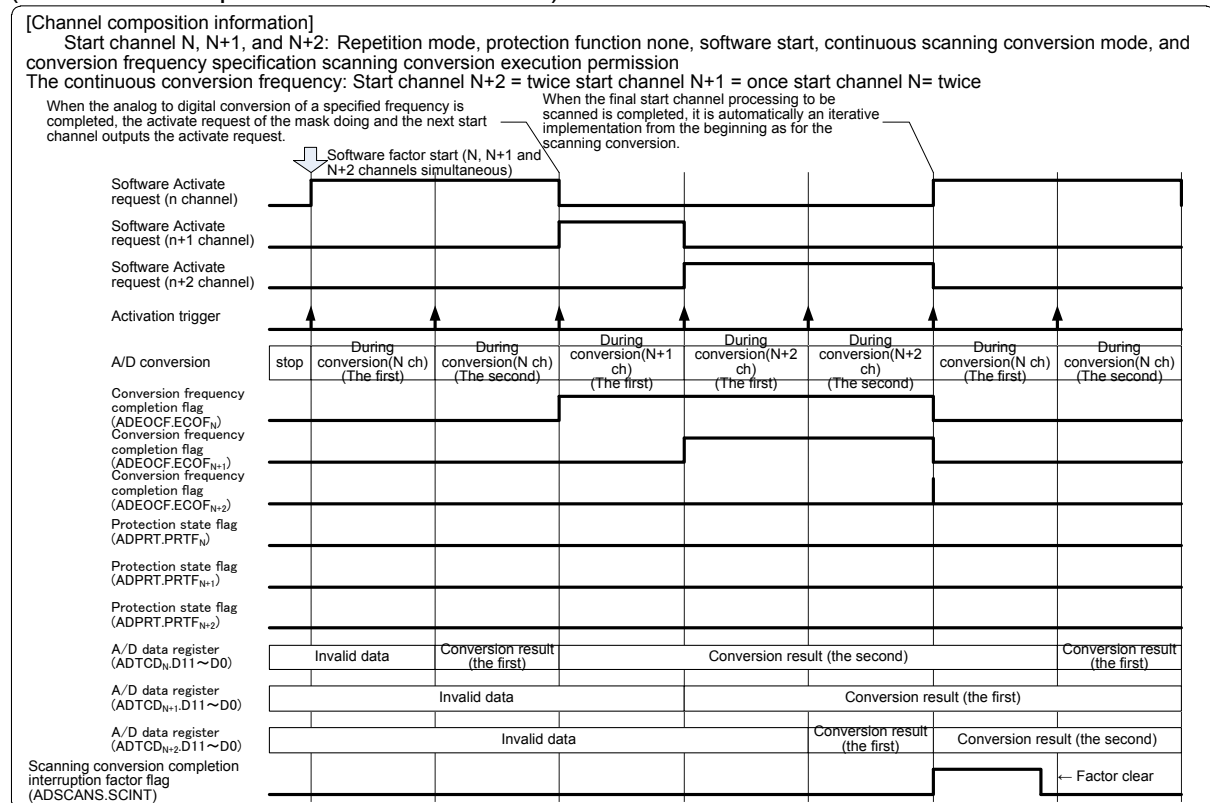 [Channel composition information]
Start channel N, N+1, and N+2: Repetition mode, protection function none, software start, continuous scanning conversion mode, and
conversion frequency specification scanning conversion execution permission
The continuous conversion frequency: Start channel N+2 = twice start channel N+1 = once start channel N= twice
When the analog to digital conversion of a specified frequency is
completed, the activate request of the mask doing and the next start
channel outputs the activate request.
When the final start channel processing to be
scanned is completed, it is automatically an iterative
implementation from the beginning as for the
scanning conversion.
Software factor start (N, N+1 and
N+2 channels simultaneous)
Software Activate
request (n channel)
Software Activate
request (n+1 channel)
Software Activate
request (n+2 channel)
Activation trigger
A/D conversion
stop
During
conversion(N ch)
(The first)
During
conversion(N ch)
(The second)
During
conversion(N+1
ch)
(The first)
During
conversion(N+2
ch)
(The first)
During
conversion(N+2
ch)
(The second)
During
conversion(N ch)
(The first)
During
conversion(N ch)
(The second)
Conversion frequency
completion flag
(ADEOCF.ECOFN)
Conversion frequency
completion flag
(ADEOCF.ECOFN+1)
Conversion frequency
completion flag
(ADEOCF.ECOFN+2)
Protection state flag
(ADPRT.PRTFN)
Protection state flag
(ADPRT.PRTFN+1)
Protection state flag
(ADPRT.PRTFN+2)
A/D data register
(ADTCDN.D11～D0)
Invalid data
Conversion result
(the first)
Conversion result (the second)
Conversion result
(the first)
A/D data register
(ADTCDN+1.D11～D0)
Invalid data
Conversion result (the first)
A/D data register
(ADTCDN+2.D11～D0)
Invalid data
Conversion result
(the first)
Conversion result (the second)
Scanning conversion completion
interruption factor flag
(ADSCANS.SCINT)
← Factor clear